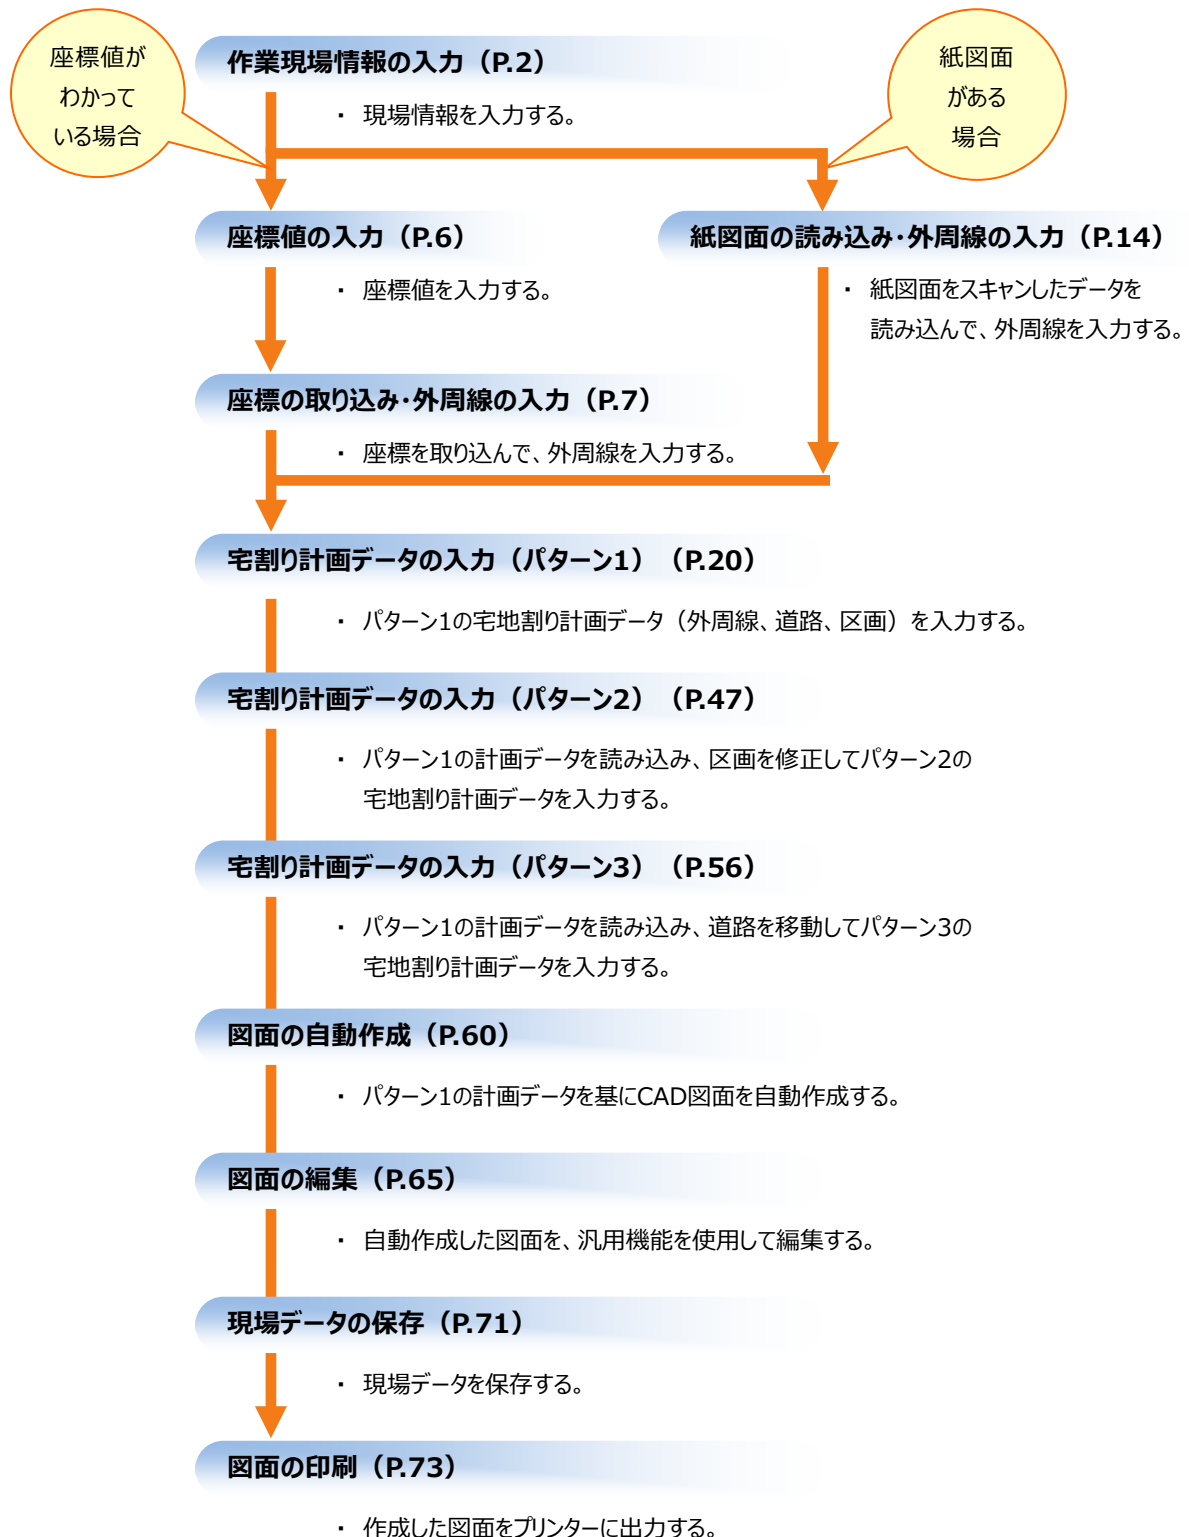 座標値が
わかって
いる場合
紙図面
がある
場合
作業現場情報の入力（P.2）
・ 現場情報を入力する。
座標値の入力（P.6）
・ 座標値を入力する。
紙図面の読み込み・外周線の入力（P.14）
・ 紙図面をスキャンしたデータを
読み込んで、外周線を入力する。
座標の取り込み・外周線の入力（P.7）
・ 座標を取り込んで、外周線を入力する。
宅割り計画データの入力（パターン1）（P.20）
・ パターン1の宅地割り計画データ（外周線、道路、区画）を入力する。
宅割り計画データの入力（パターン2）（P.47）
・ パターン1の計画データを読み込み、区画を修正してパターン2の
宅地割り計画データを入力する。
宅割り計画データの入力（パターン3）（P.56）
・ パターン1の計画データを読み込み、道路を移動してパターン3の
宅地割り計画データを入力する。
図面の自動作成（P.60）
・ パターン1の計画データを基にCAD図面を自動作成する。
図面の編集（P.65）
・ 自動作成した図面を、汎用機能を使用して編集する。
現場データの保存（P.71）
・ 現場データを保存する。
図面の印刷（P.73）
・ 作成した図面をプリンターに出力する。